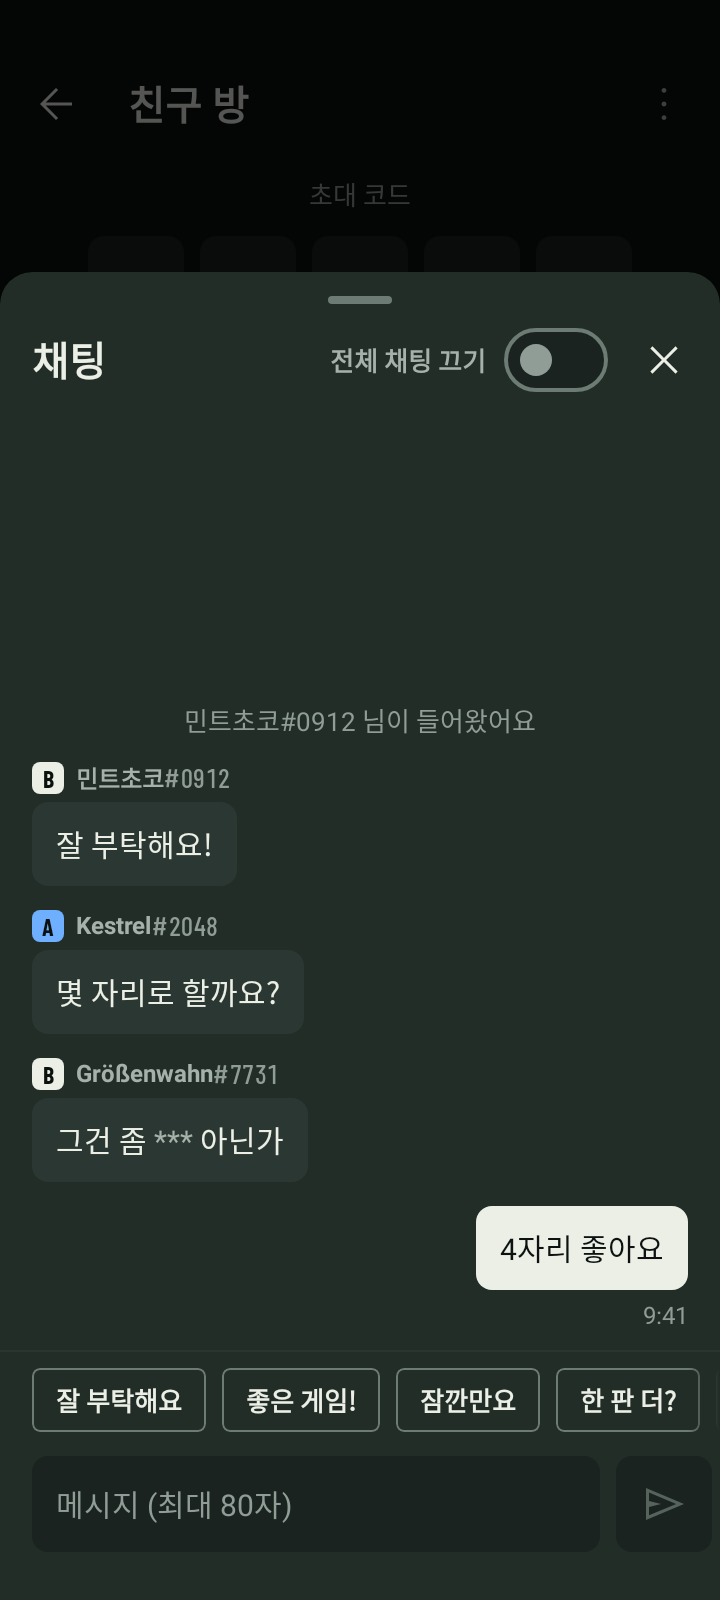 친구 방
초대 코드
채팅
전체 채팅 끄기
민트초코#0912 님이 들어왔어요
B 민트초코#0912
잘 부탁해요!
A Kestrel#2048
몇 자리로 할까요?
B Größenwahn#7731
그건 좀 *** 아닌가
4자리 좋아요
9:41
잘 부탁해요 좋은 게임! 잠깐만요 한 판 더?
메시지 (최대 80자)